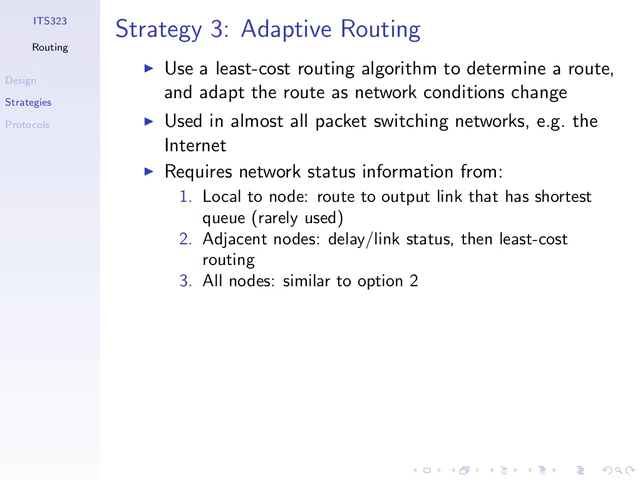 ITS323
Routing
Design
Strategies
Protocols
Strategy 3: Adaptive Routing
Use a least-cost routing algorithm to determine a route,
and adapt the route as network conditions change
Used in almost all packet switching networks, e.g. the
Internet
Requires network status information from:
1. Local to node: route to output link that has shortest
queue (rarely used)
2. Adjacent nodes: delay/link status, then least-cost
routing
3. All nodes: similar to option 2